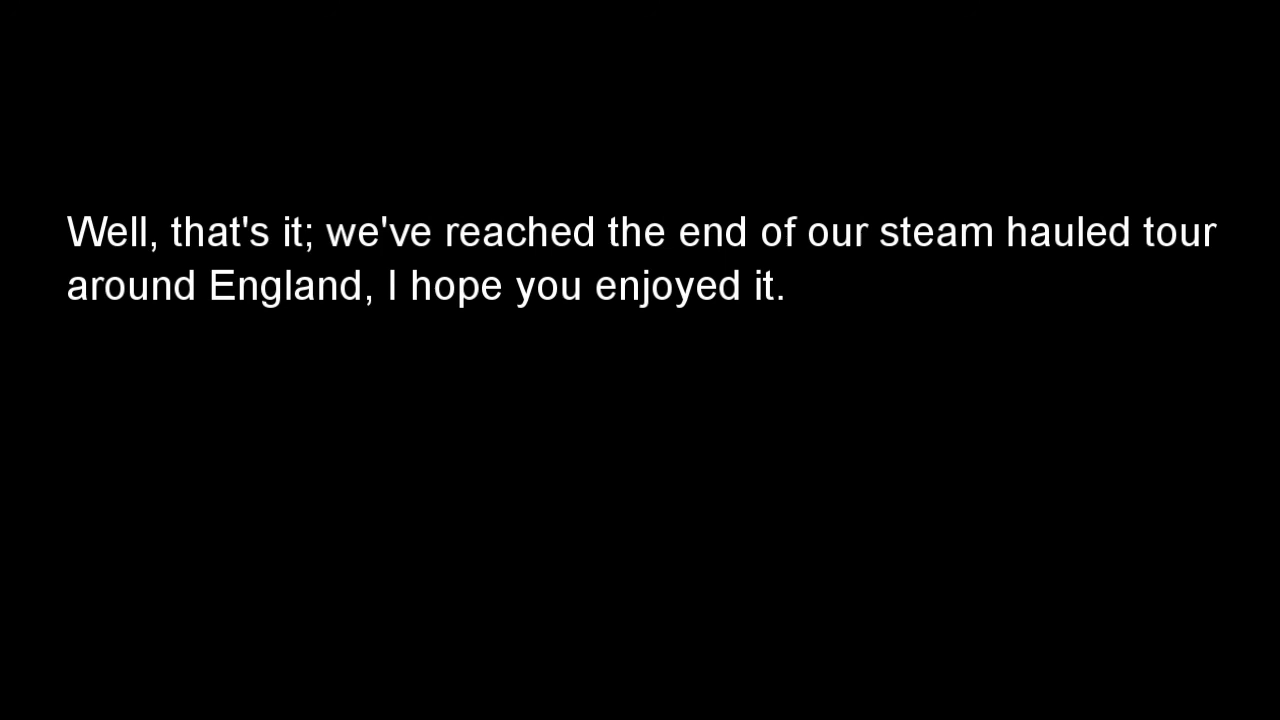 Well, that's it; we've reached the end of our steam hauled tour
around England, I hope you enjoyed it.